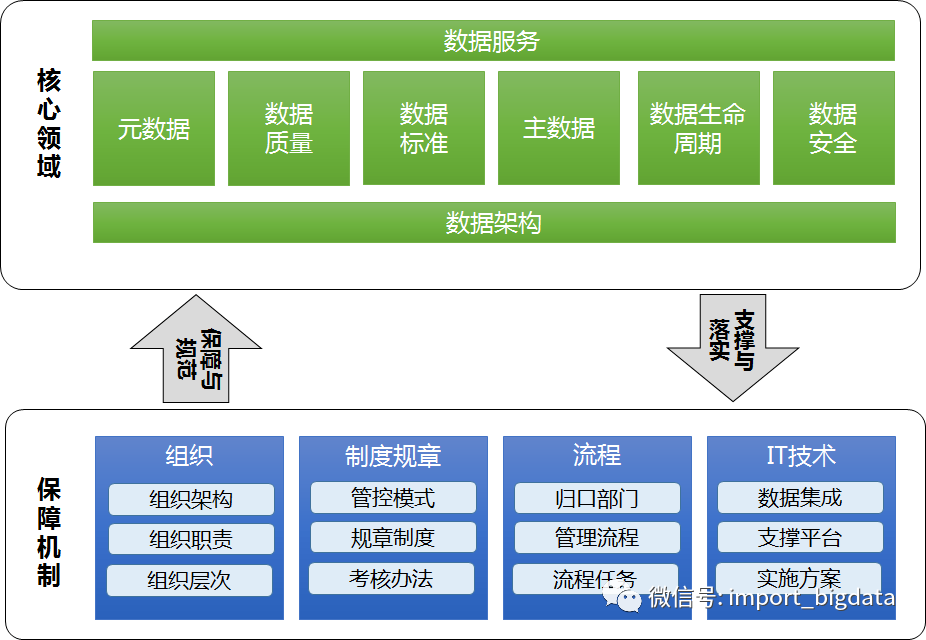 核心领域
数据服务
元数据
数据
质量
数据
标准
主数据
数据生命
周期
数据
安全
数据架构
保障与
规范
支撑与
落实
保障机制
组织
组织架构
组织职责
组织层次
制度规章
管控模式
规章制度
考核办法
流程
归口部门
管理流程
流程任务
IT技术
数据集成
支撑平台
实施方案
微信号: import_bigdata